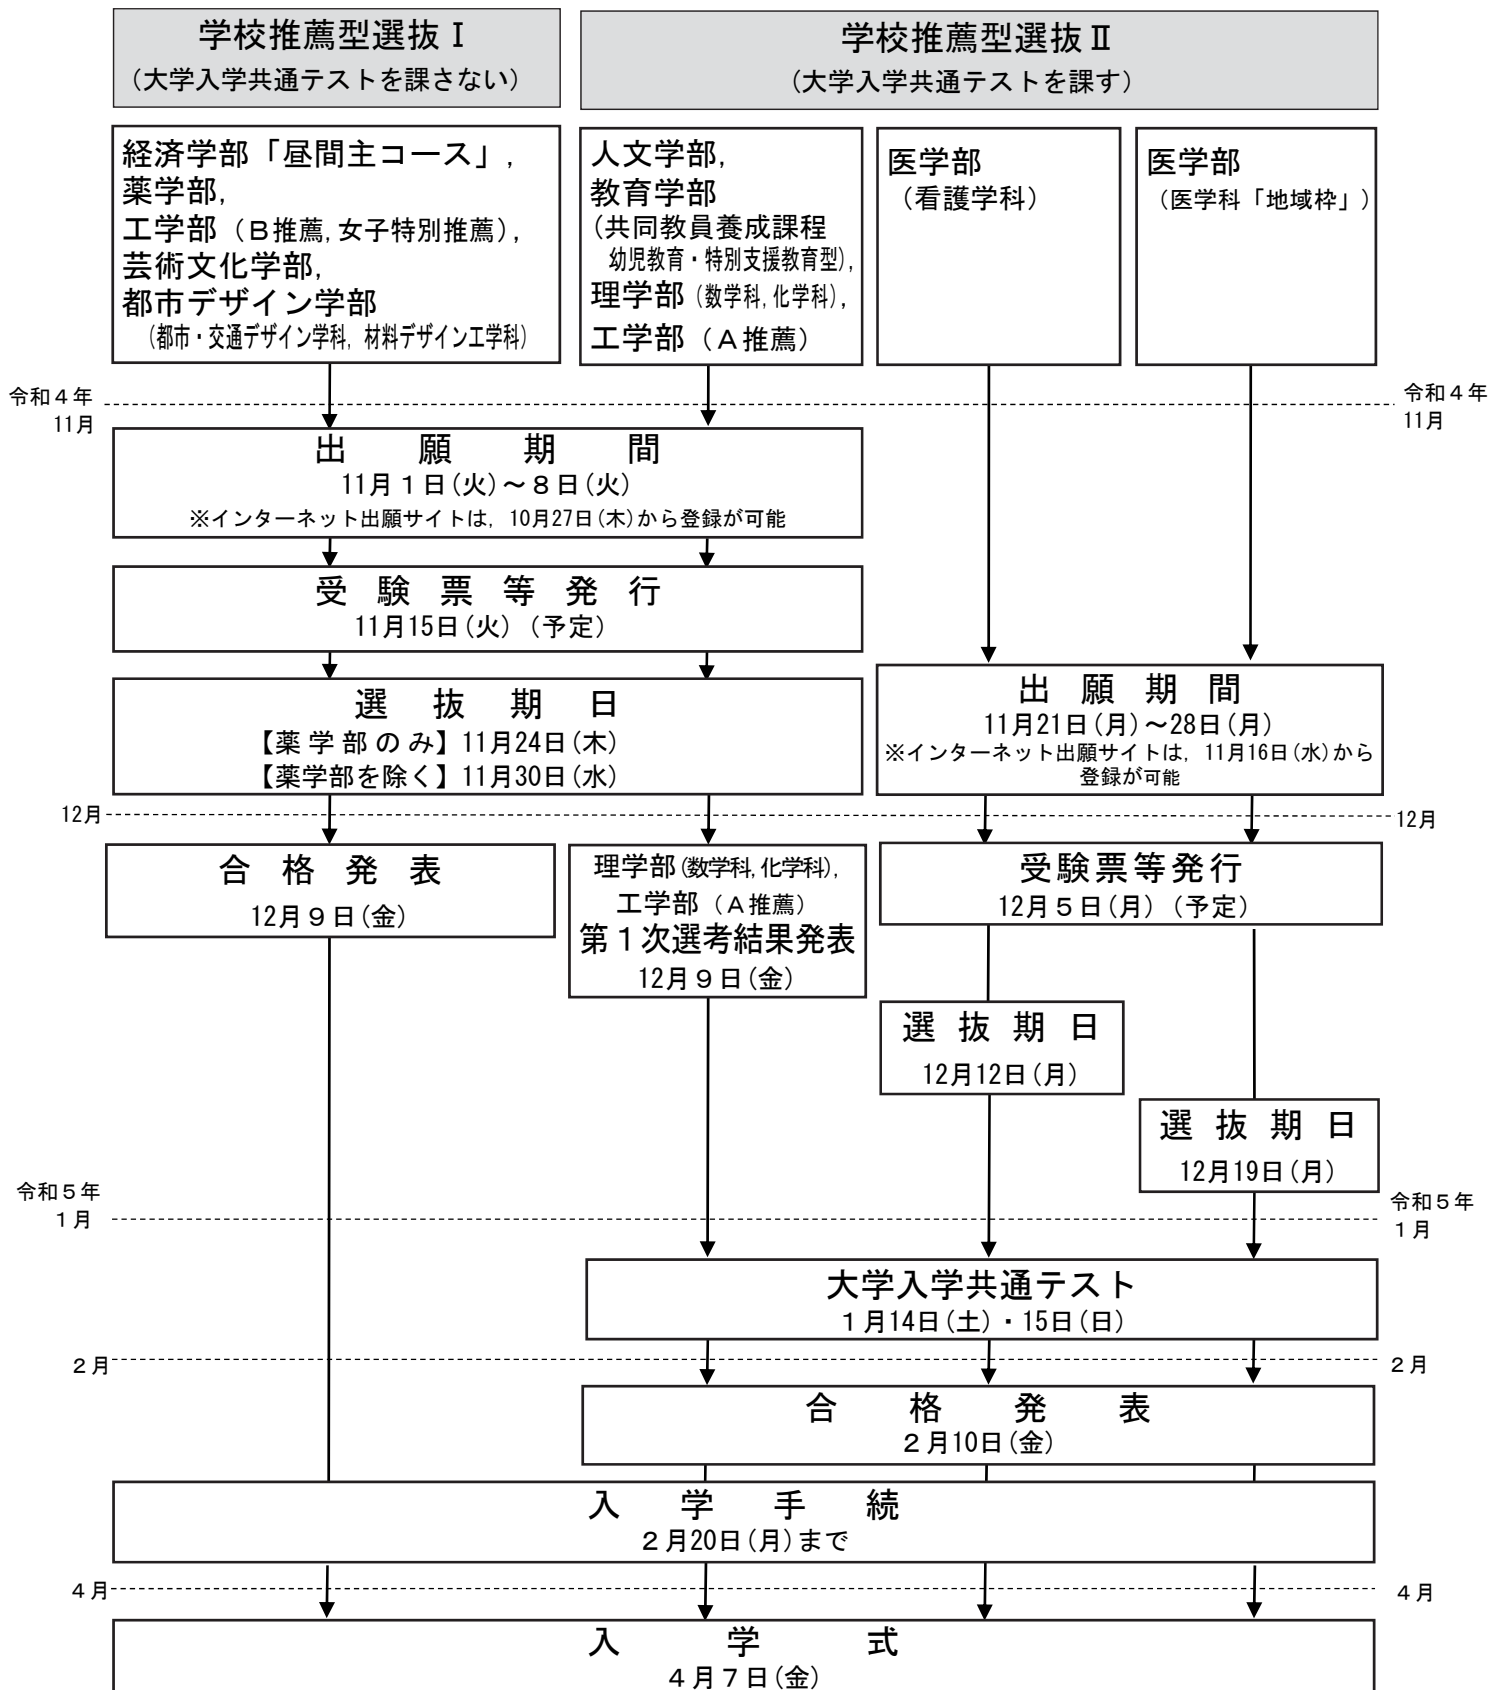 学校推薦型選抜Ⅰ
（大学入学共通テストを課さない）
学校推薦型選抜Ⅱ
（大学入学共通テストを課す）
経済学部「昼間主コース」,
薬学部,
工学部（Ｂ推薦,女子特別推薦）,
芸術文化学部,
都市デザイン学部
（都市・交通デザイン学科, 材料デザイン工学科）
人文学部,
教育学部
（共同教員養成課程
幼児教育・特別支援教育型）,
理学部（数学科,化学科）,
工学部（Ａ推薦）
医学部
（看護学科）
医学部
（医学科「地域枠」）
令和４年
11月
令和４年
11月
出願期間
11月１日（火）～８日（火）
※インターネット出願サイトは, 10月27日（木）から登録が可能
受験票等発行
11月15日（火）（予定）
選抜期日
【薬学部のみ】11月24日（木）
【薬学部を除く】11月30日（水）
出願期間
11月21日（月）～28日（月）
※インターネット出願サイトは, 11月16日（水）から
登録が可能
12月
12月
合格発表
12月９日（金）
理学部（数学科,化学科）,
工学部（Ａ推薦）
第１次選考結果発表
12月９日（金）
受験票等発行
12月５日（月）（予定）
選抜期日
12月12日（月）
選抜期日
12月19日（月）
令和５年
１月
令和５年
１月
大学入学共通テスト
１月14日（土）・15日（日）
２月
２月
合格発表
２月10日（金）
入学手続
２月20日（月）まで
４月
４月
入学式
４月７日（金）